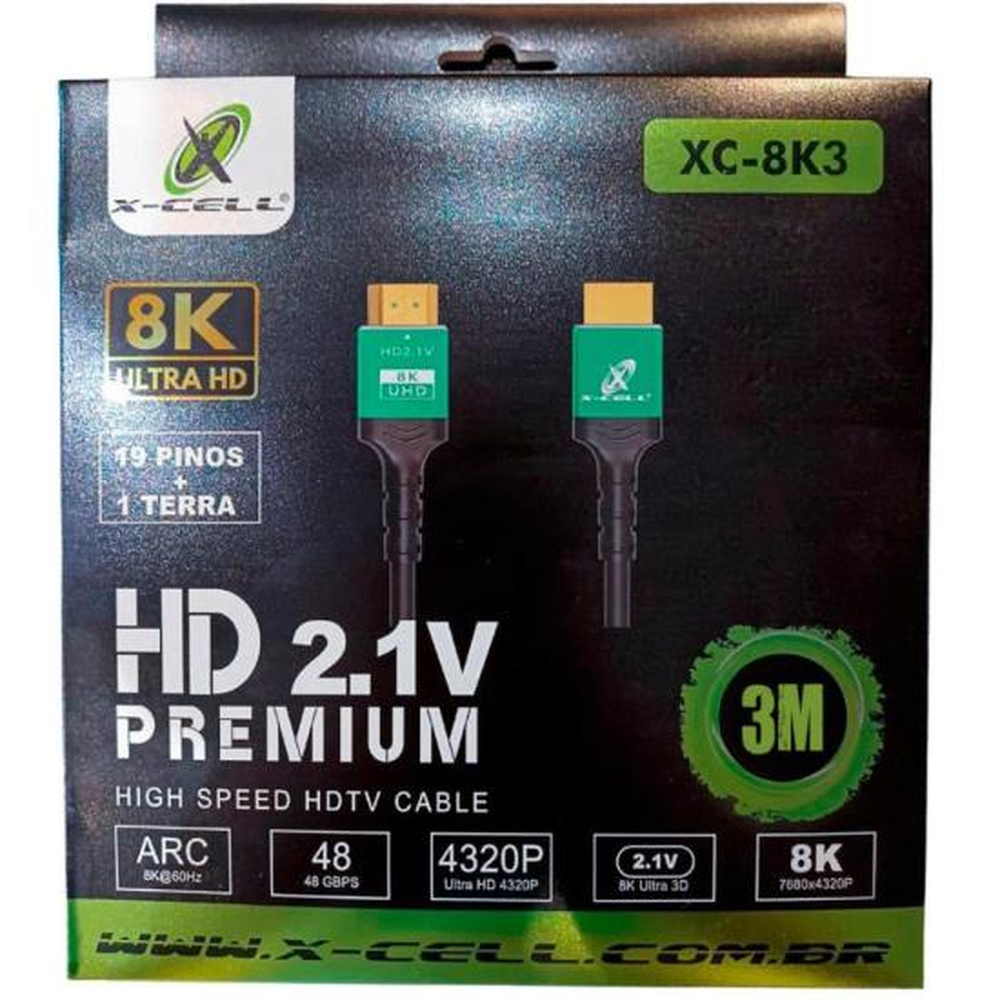 X-CELL®
XC-8K3
8K
ULTRA HD
HD2.1V
8K
UHD
X-CELL
19 PINOS
+
1 TERRA
HD 2.1V
PREMIUM
3M
HIGH SPEED HDTV CABLE
ARC
8K@60Hz
48
48 GBPS
4320P
Ultra HD 4320P
2.1V
8K Ultra 3D
8K
7680x4320P
WWW.X-CELL.COM.BR